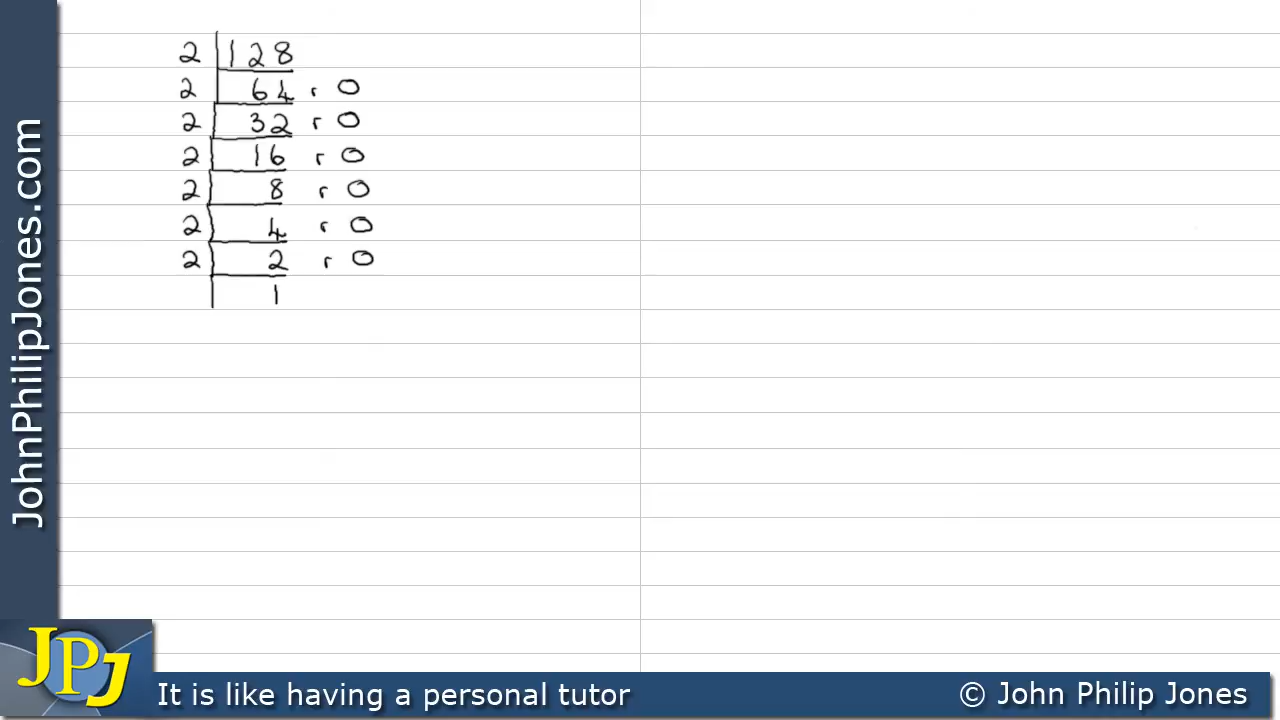 2 128
2 64 r 0
2 32 r 0
2 16 r 0
2 8 r 0
2 4 r 0
2 2 r 0
1
JohnPhilipJones.com
JPJ
It is like having a personal tutor
© John Philip Jones